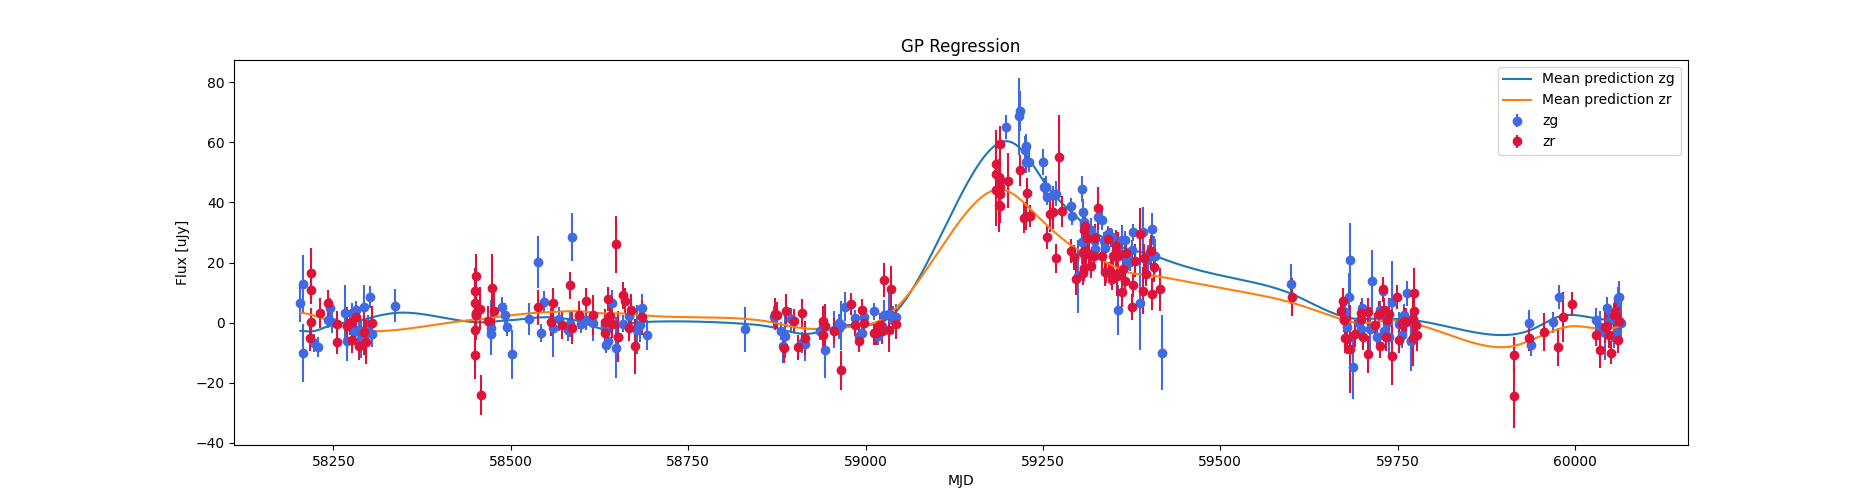 GP Regression
Mean prediction zg
Mean prediction zr
zg
zr
Flux [uJy]
80
60
40
20
0
−20
−40
58250 58500 58750 59000 59250 59500 59750 60000
MJD